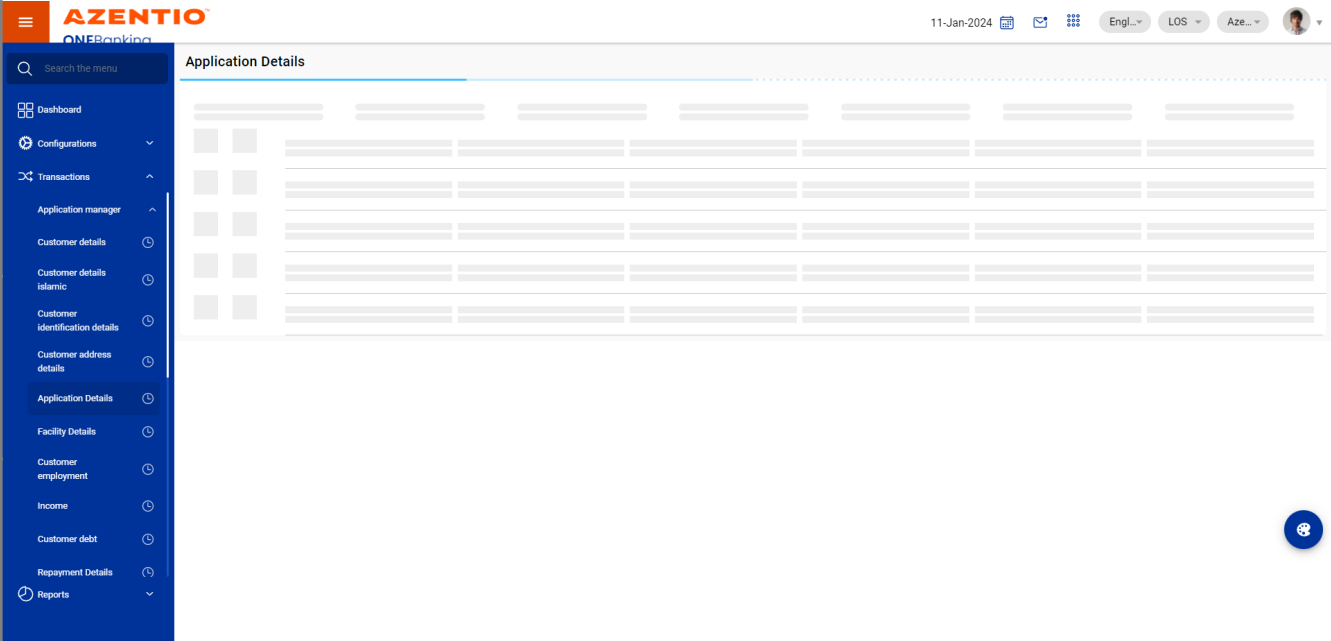 AZENTIO™
ONEBanking
11-Jan-2024
Engl...
LOS
Aze...
Search the menu
Application Details
Dashboard
Configurations
Transactions
Application manager
Customer details
Customer details
islamic
Customer
identification details
Customer address
details
Application Details
Facility Details
Customer
employment
Income
Customer debt
Repayment Details
Reports